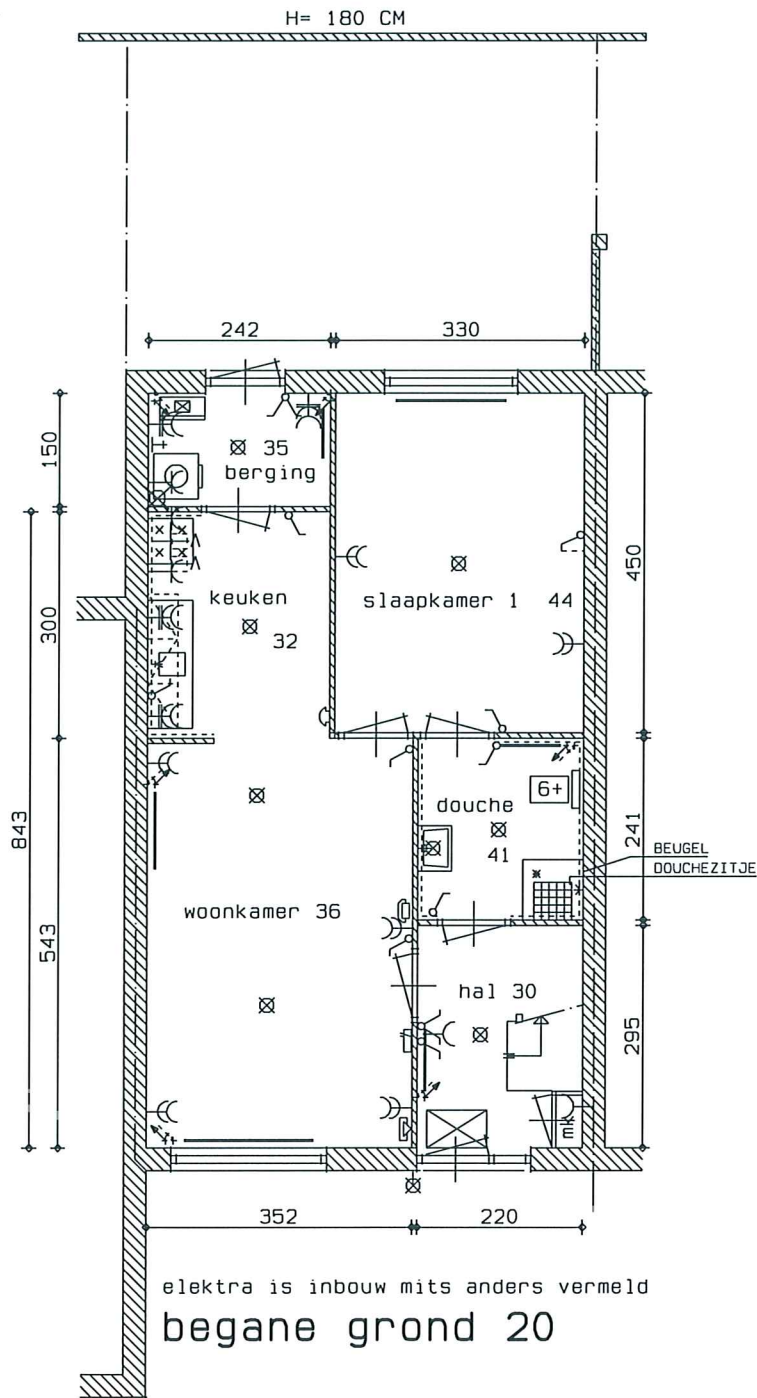 H= 180 CM
242
330
150
35
berging
450
300
keuken
32
slaapkamer 1 44
843
543
douche
6+
41
241
BEUGEL
DOUCHEZITJE
woonkamer 36
hal 30
295
mk
352
220
elektra is inbouw mits anders vermeld
begane grond 20